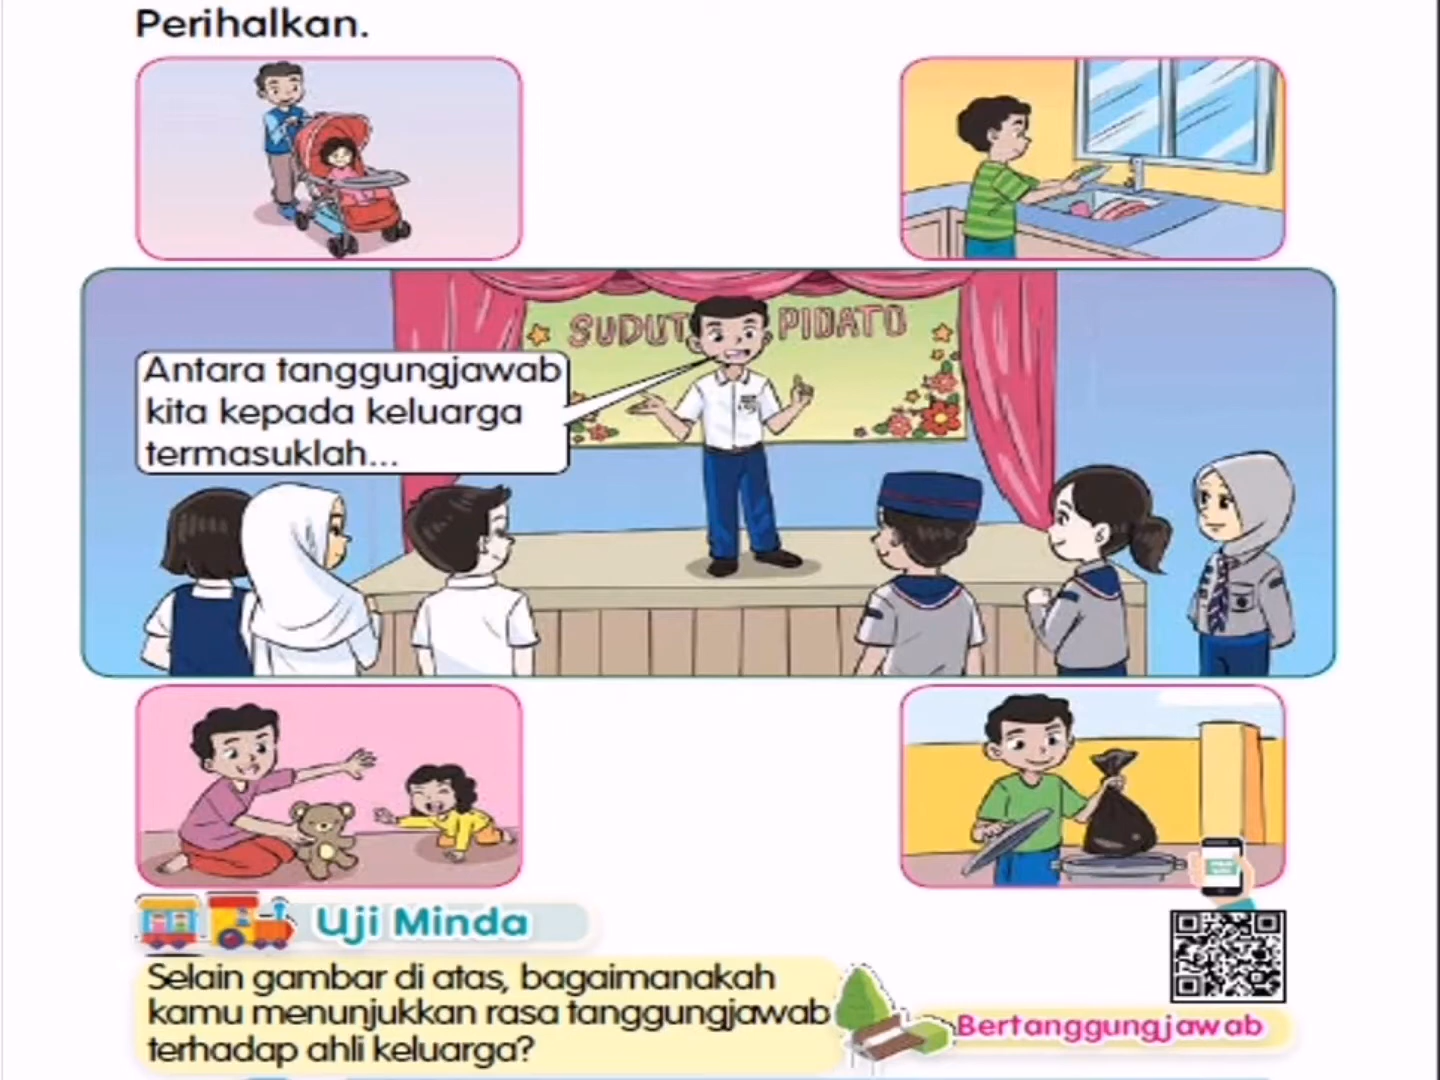 Perihalkan.
SUDUT PIDATO
Antara tanggungjawab
kita kepada keluarga
termasuklah...
Uji Minda
Selain gambar di atas, bagaimanakah
kamu menunjukkan rasa tanggungjawab
terhadap ahli keluarga?
Bertanggungjawab